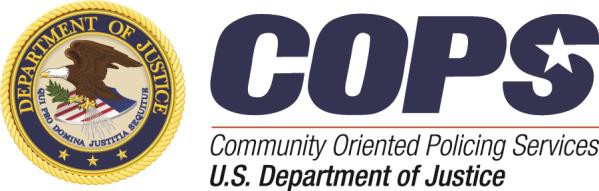 DEPARTMENT OF JUSTICE
QUI PRO DOMINA JUSTITIA SEQUITUR
COPS
Community Oriented Policing Services
U.S. Department of Justice